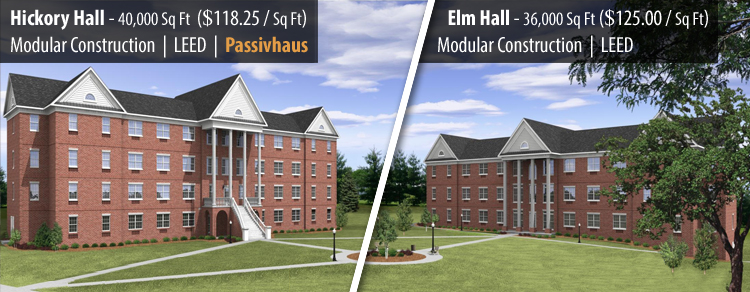 Hickory Hall - 40,000 Sq Ft ($118.25 / Sq Ft)
Modular Construction | LEED | Passivhaus
Elm Hall - 36,000 Sq Ft ($125.00 / Sq Ft)
Modular Construction | LEED